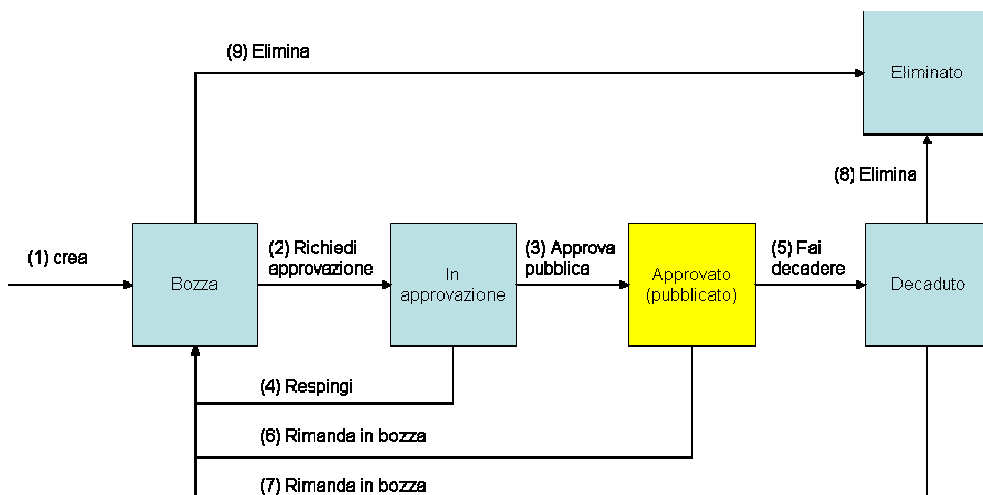 (9) Elimina
Eliminato
(8) Elimina
(1) crea
Bozza
(2) Richiedi
approvazione
In
approvazione
(3) Approva
pubblica
Approvato
(pubblicato)
(5) Fai
decadere
Decaduto
(4) Respingi
(6) Rimanda in bozza
(7) Rimanda in bozza